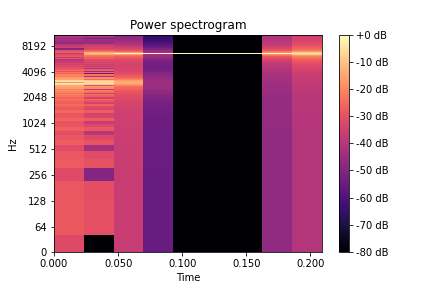 Power spectrogram
Hz
8192
4096
2048
1024
512
256
128
64
0
0.000
0.050
0.100
0.150
0.200
Time
+0 dB
-10 dB
-20 dB
-30 dB
-40 dB
-50 dB
-60 dB
-70 dB
-80 dB